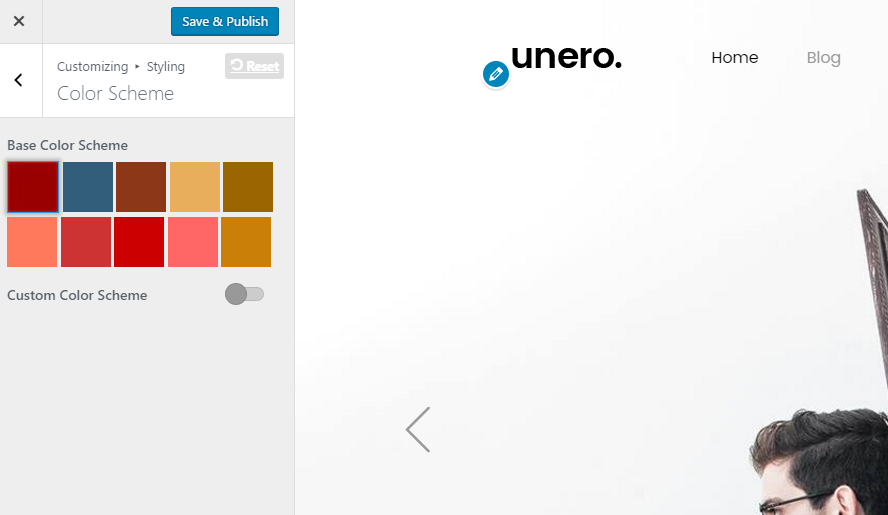 Save & Publish
Customizing ▸ Styling
Reset
Color Scheme
Base Color Scheme
Custom Color Scheme
unero.
Home
Blog